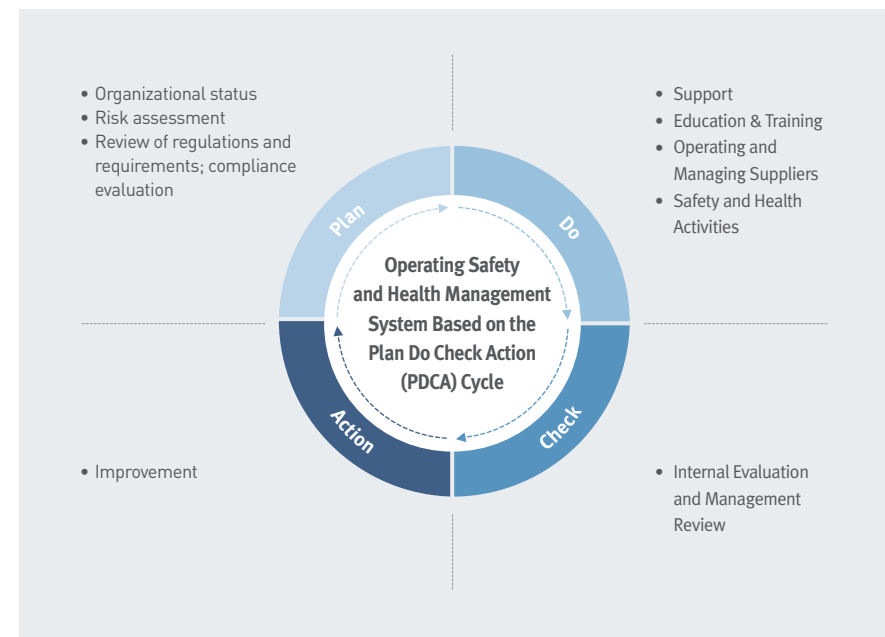 • Organizational status
• Risk assessment
• Review of regulations and
requirements; compliance
evaluation
• Support
• Education & Training
• Operating and
Managing Suppliers
• Safety and Health
Activities
Plan
Do
Operating Safety
and Health Management
System Based on the
Plan Do Check Action
(PDCA) Cycle
Action
Check
• Improvement
• Internal Evaluation
and Management
Review